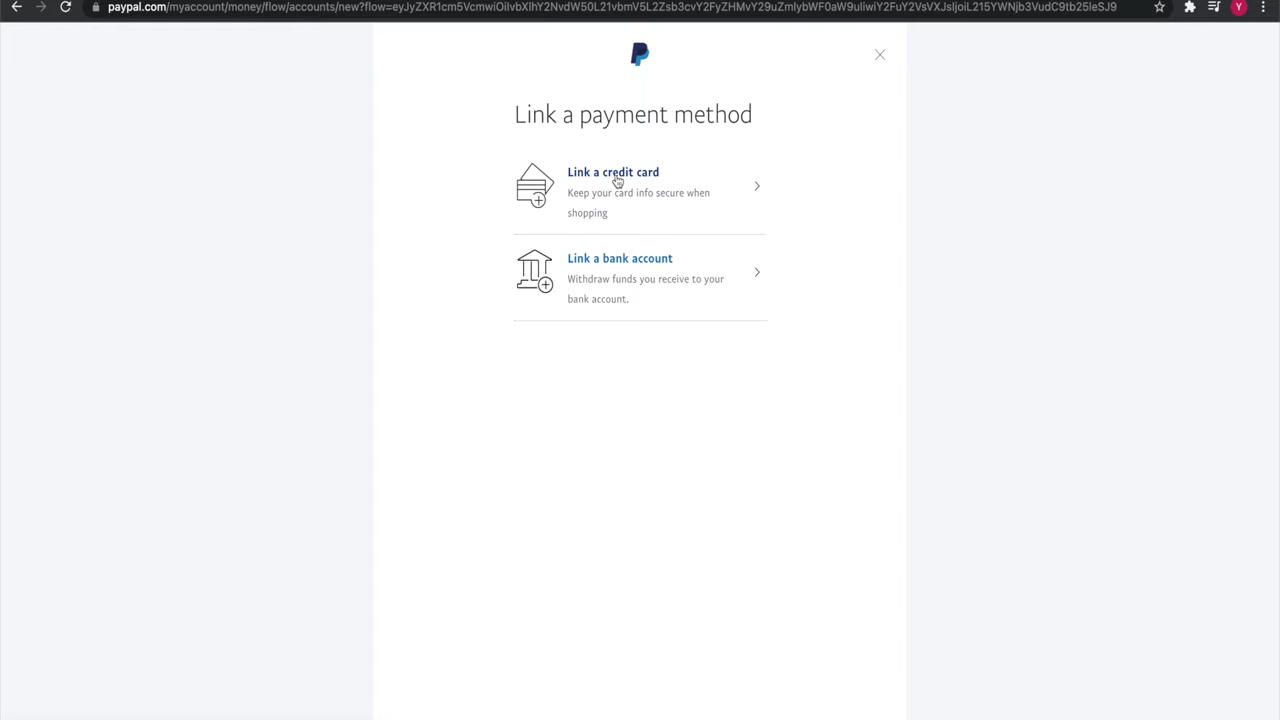 paypal.com/myaccount/money/flow/accounts/new?flow=eyJyZXR1cm5VcmwiOiIvbXlhY2NvdW50L21vbmV5L2Zsb3cvY2FyZHMvY29uZmlybWF0aW9uIiwiY2FuY2VsVXJsIjoiL215YWNjb3VudC9tb25leSJ9
Y
Link a payment method
Link a credit card
Keep your card info secure when
shopping
Link a bank account
Withdraw funds you receive to your
bank account.